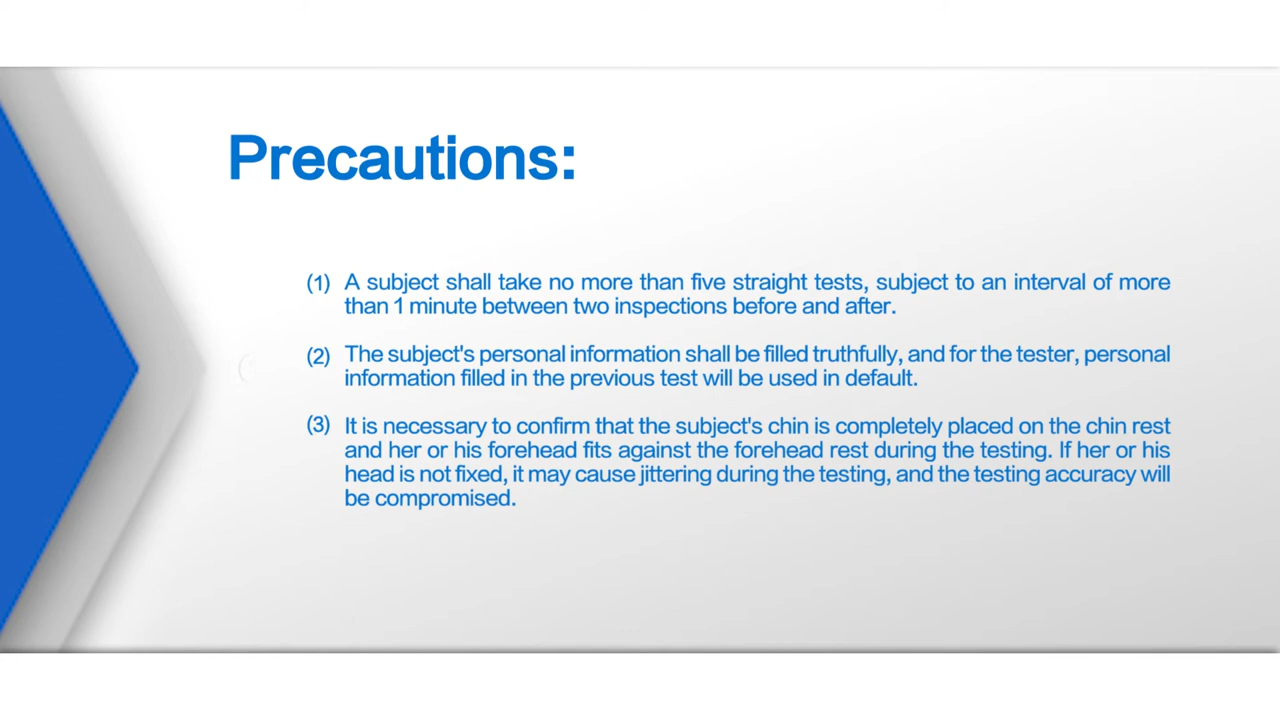 Precautions:
(1) A subject shall take no more than five straight tests, subject to an interval of more
than 1 minute between two inspections before and after.
(2) The subject's personal information shall be filled truthfully, and for the tester, personal
information filled in the previous test will be used in default.
(3) It is necessary to confirm that the subject's chin is completely placed on the chin rest
and her or his forehead fits against the forehead rest during the testing. If her or his
head is not fixed, it may cause jittering during the testing, and the testing accuracy will
be compromised.